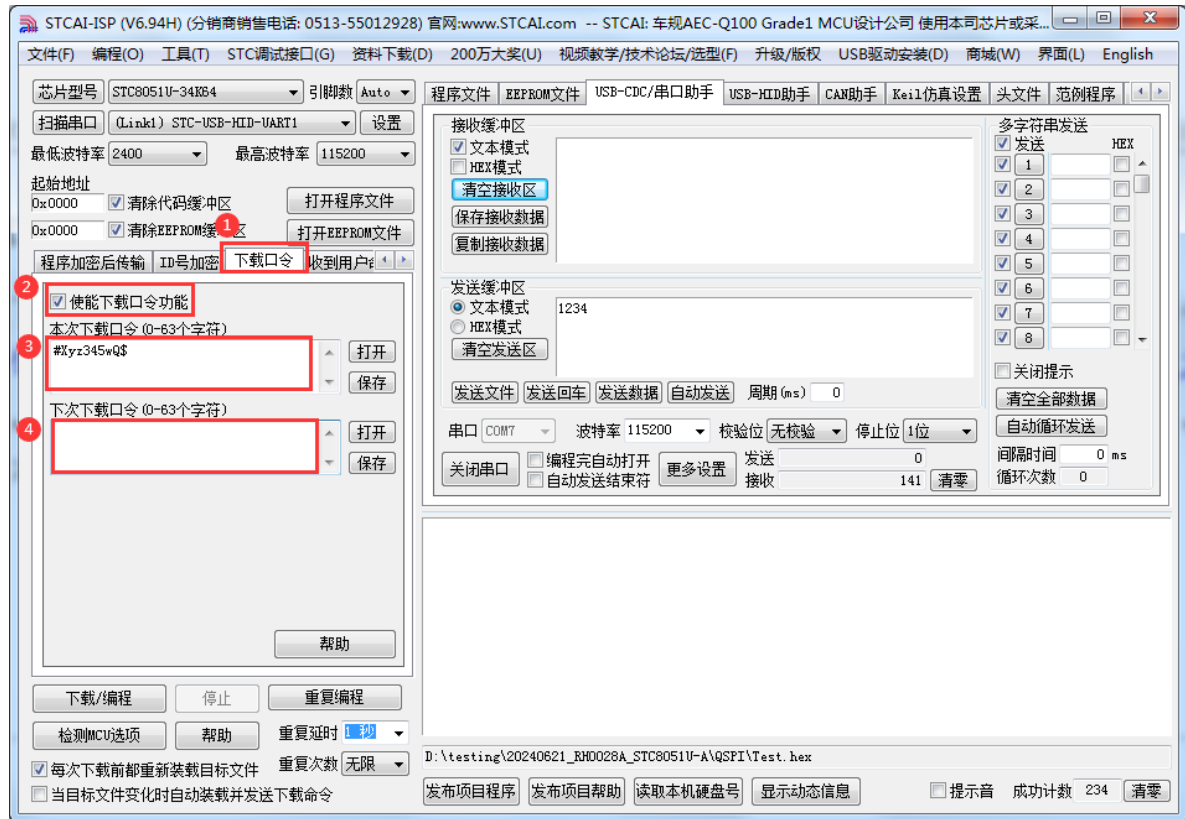 STCAI-ISP (V6.94H) (分销商销售电话: 0513-55012928) 官网:www.STCAI.com -- STCAI: 车规AEC-Q100 Grade1 MCU设计公司 使用本司芯片或采...
文件(F) 编程(O) 工具(T) STC调试接口(G) 资料下载(D) 200万大奖(U) 视频教学/技术论坛/选型(F) 升级/版权 USB驱动安装(D) 商城(W) 界面(L) English
芯片型号 STC8051U-34K64 引脚数 Auto
扫描串口 (Link1) STC-USB-HID-UART1 设置
最低波特率 2400 最高波特率 115200
起始地址
0x0000 清除代码缓冲区 打开程序文件
0x0000 清除EEPROM缓 区 打开EEPROM文件
1
程序加密后传输 ID号加密 下载口令 收到用户
2
使能下载口令功能
本次下载口令(0-63个字符)
3
#Xyz345wQ$
打开
保存
下次下载口令(0-63个字符)
4
打开
保存
帮助
下载/编程 停止 重复编程
检测MCU选项 帮助 重复延时 1 秒
每次下载前都重新装载目标文件 重复次数 无限
当目标文件变化时自动装载并发送下载命令
程序文件 EEPROM文件 USB-CDC/串口助手 USB-HID助手 CAN助手 Keil仿真设置 头文件 范例程序
接收缓冲区
文本模式
HEX模式
清空接收区
保存接收数据
复制接收数据
发送缓冲区
文本模式 1234
HEX模式
清空发送区
发送文件 发送回车 发送数据 自动发送 周期(ms) 0
串口 COM7 波特率 115200 校验位 无校验 停止位 1位
关闭串口 编程完自动打开 更多设置 发送 0
自动发送结束符 接收 141 清零
多字符串发送
发送 HEX
1
2
3
4
5
6
7
8
关闭提示
清空全部数据
自动循环发送
间隔时间 0 ms
循环次数 0
D:\testing\20240621_RH0028A_STC8051U-A\QSPI\Test.hex
发布项目程序 发布项目帮助 读取本机硬盘号 显示动态信息 提示音 成功计数 234 清零